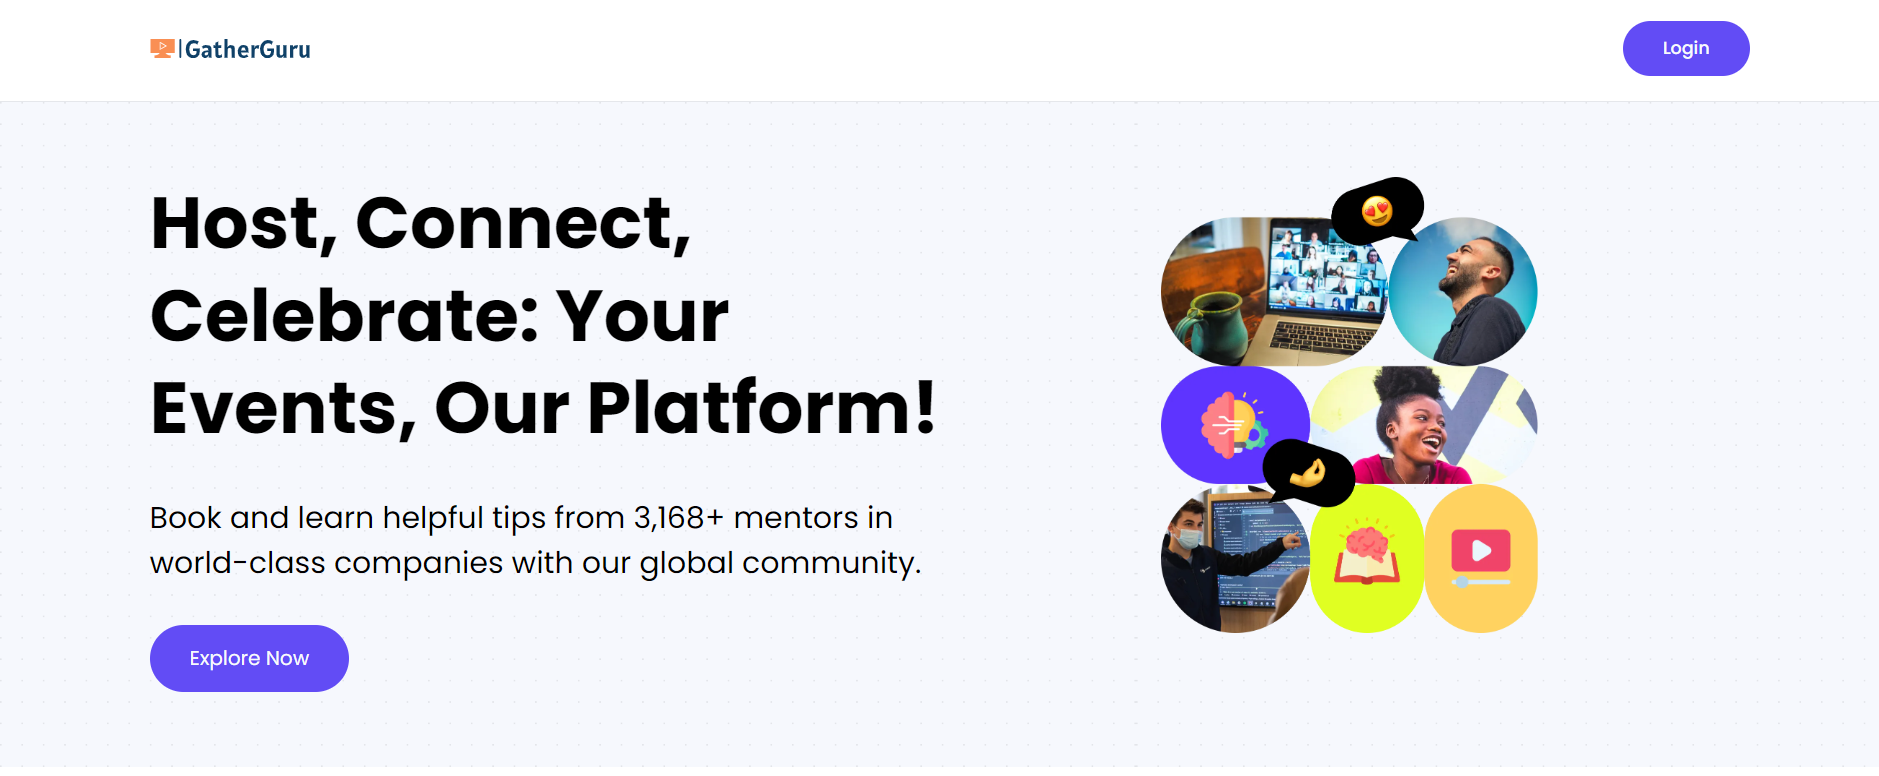 GatherGuru
Login
Host, Connect,
Celebrate: Your
Events, Our Platform!
Book and learn helpful tips from 3,168+ mentors in
world-class companies with our global community.
Explore Now